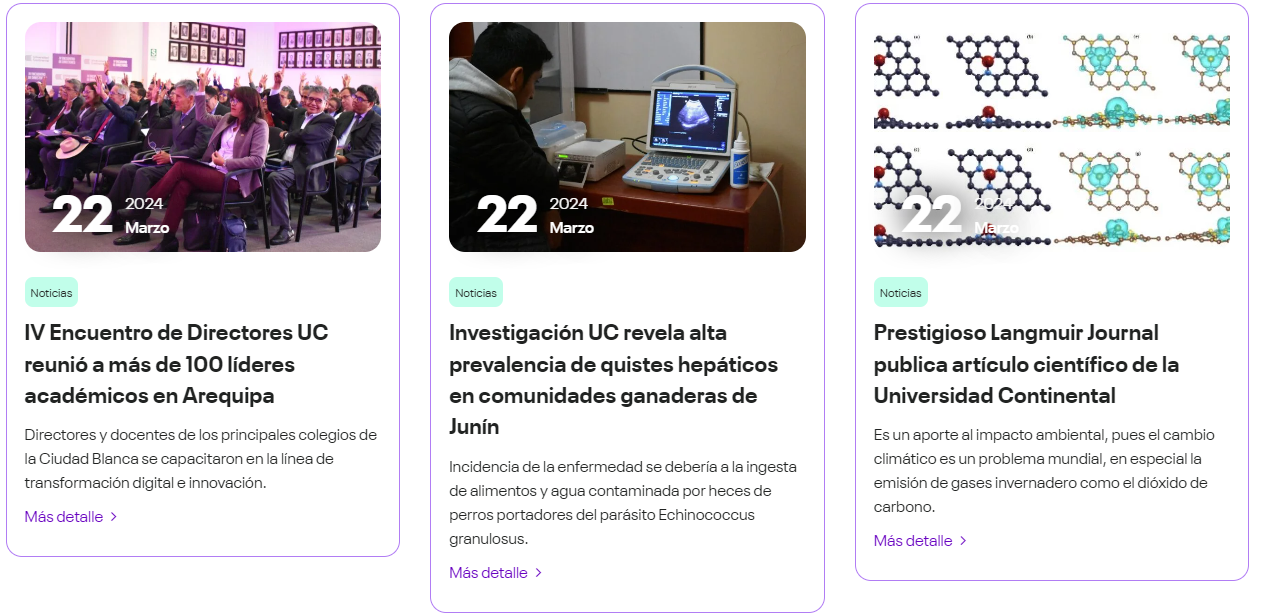 22
2024
Marzo
Noticias
IV Encuentro de Directores UC
reunió a más de 100 líderes
académicos en Arequipa
Directores y docentes de los principales colegios de
la Ciudad Blanca se capacitaron en la línea de
transformación digital e innovación.
Más detalle >
22
2024
Marzo
Noticias
Investigación UC revela alta
prevalencia de quistes hepáticos
en comunidades ganaderas de
Junín
Incidencia de la enfermedad se debería a la ingesta
de alimentos y agua contaminada por heces de
perros portadores del parásito Echinococcus
granulosus.
Más detalle >
(a)
(b)
22
2024
Marzo
Noticias
Prestigioso Langmuir Journal
publica artículo científico de la
Universidad Continental
Es un aporte al impacto ambiental, pues el cambio
climático es un problema mundial, en especial la
emisión de gases invernadero como el dióxido de
carbono.
Más detalle >